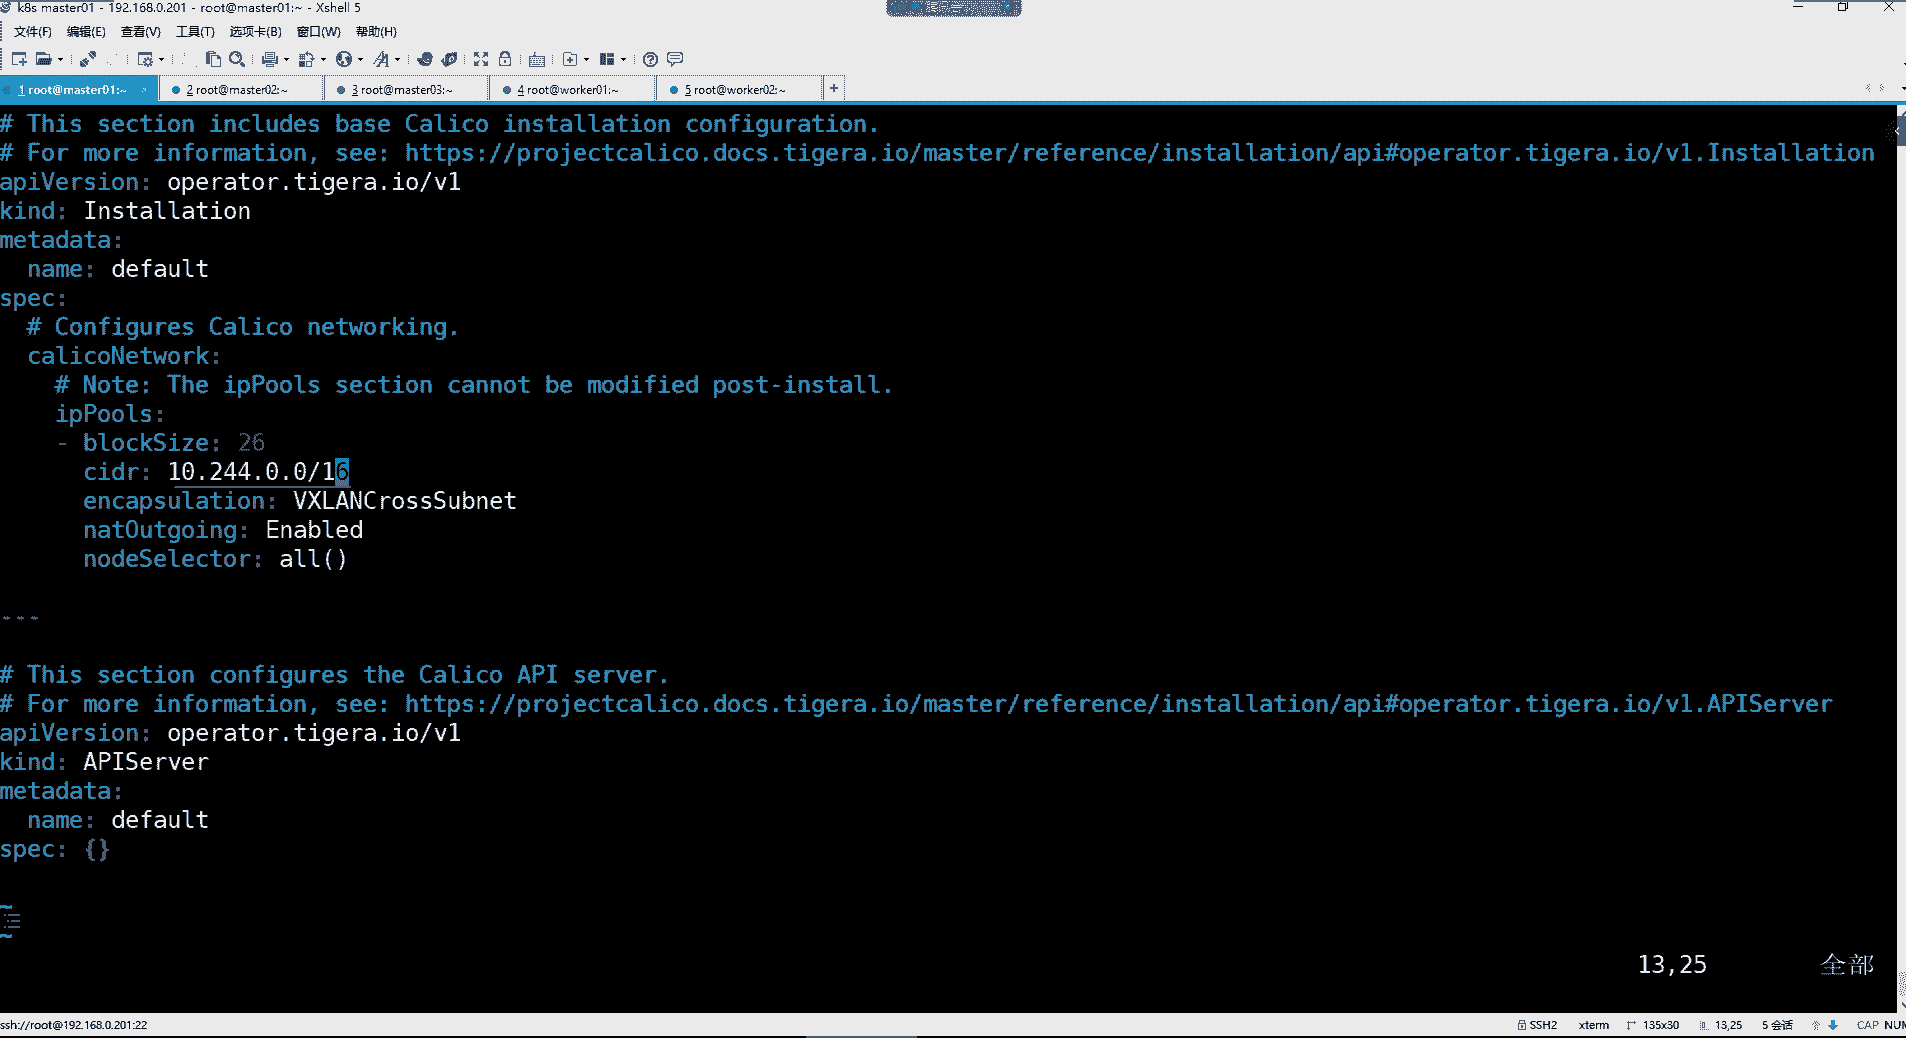 k8s master01 - 192.168.0.201 - root@master01:~ - Xshell 5
文件(F) 编辑(E) 查看(V) 工具(T) 选项卡(B) 窗口(W) 帮助(H)
1 root@master01:~ 2 root@master02:~ 3 root@master03:~ 4 root@worker01:~ 5 root@worker02:~
# This section includes base Calico installation configuration.
# For more information, see: https://projectcalico.docs.tigera.io/master/reference/installation/api#operator.tigera.io/v1.Installation
apiVersion: operator.tigera.io/v1
kind: Installation
metadata:
  name: default
spec:
  # Configures Calico networking.
  calicoNetwork:
    # Note: The ipPools section cannot be modified post-install.
    ipPools:
    - blockSize: 26
      cidr: 10.244.0.0/16
      encapsulation: VXLANCrossSubnet
      natOutgoing: Enabled
      nodeSelector: all()
---
# This section configures the Calico API server.
# For more information, see: https://projectcalico.docs.tigera.io/master/reference/installation/api#operator.tigera.io/v1.APIServer
apiVersion: operator.tigera.io/v1
kind: APIServer
metadata:
  name: default
spec: {}
~
~
13,25 全部
ssh://root@192.168.0.201:22 SSH2 xterm 135x30 13,25 5 会话 CAP NUM